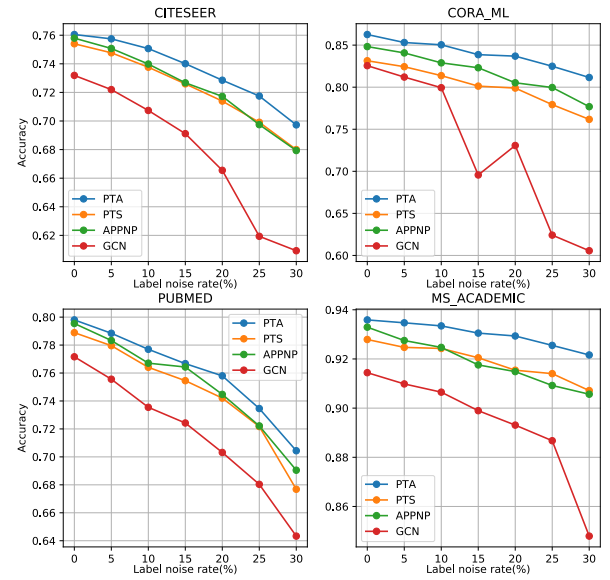 CITESEER
0.76
0.74
0.72
0.70
0.68
0.66
0.64
0.62
Accuracy
PTA
PTS
APPNP
GCN
0 5 10 15 20 25 30
Label noise rate(%)
CORA_ML
0.85
0.80
0.75
0.70
0.65
0.60
PTA
PTS
APPNP
GCN
0 5 10 15 20 25 30
Label noise rate(%)
PUBMED
0.80
0.78
0.76
0.74
0.72
0.70
0.68
0.66
0.64
Accuracy
PTA
PTS
APPNP
GCN
0 5 10 15 20 25 30
Label noise rate(%)
MS_ACADEMIC
0.94
0.92
0.90
0.88
0.86
PTA
PTS
APPNP
GCN
0 5 10 15 20 25 30
Label noise rate(%)